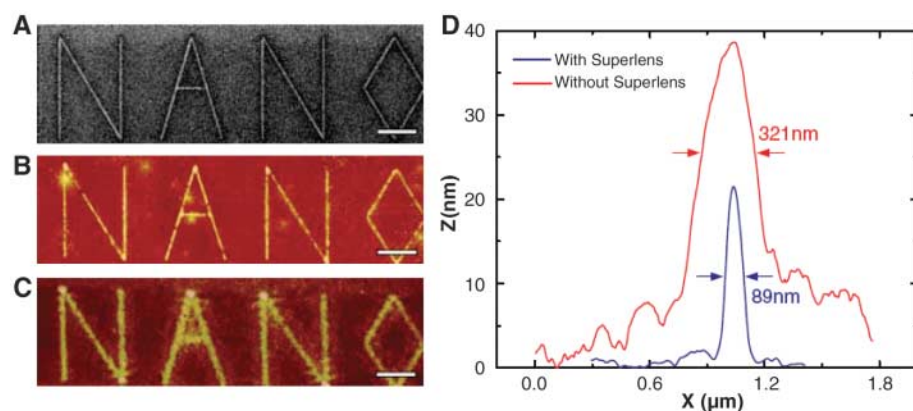 A
NANO
B
NANO
C
NANO
D
40
30
20
10
0
Z(nm)
With Superlens
Without Superlens
321nm
89nm
0.0 0.6 1.2 1.8
X (μm)